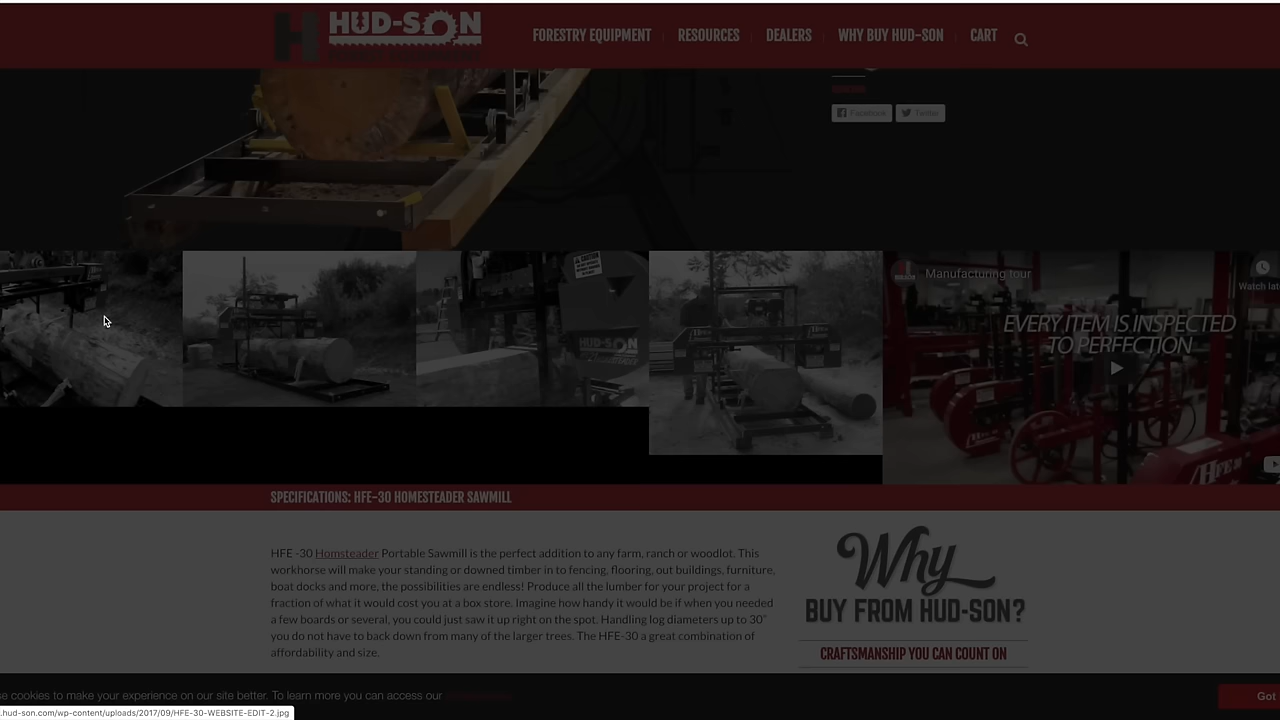 H HUD-SON
FORESTRY EQUIPMENT RESOURCES DEALERS WHY BUY HUD-SON CART
Facebook Twitter
CAUTION
HUD-SON
Manufacturing tour
Watch lat
EVERY ITEM IS INSPECTED
TO PERFFECTION
HFE
SPECIFICATIONS: HFE-30 HOMESTEADER SAWMILL
HFE -30 Homsteader Portable Sawmill is the perfect addition to any farm, ranch or woodlot. This
workhorse will make your standing or downed timber in to fencing, flooring, out buildings, furniture,
boat docks and more, the possibilities are endless! Produce all the lumber for your project for a
fraction of what it would cost you at a box store. Imagine how handy it would be if when you needed
a few boards or several, you could just saw it up right on the spot. Handling log diameters up to 30"
you do not have to back down from many of the larger trees. The HFE-30 a great combination of
affordability and size.
Why
BUY FROM HUD-SON?
CRAFTSMANSHIP YOU CAN COUNT ON
se cookies to make your experience on our site better. To learn more you can access our
Got
.hud-son.com/wp-content/uploads/2017/09/HFE-30-WEBSITE-EDIT-2.jpg